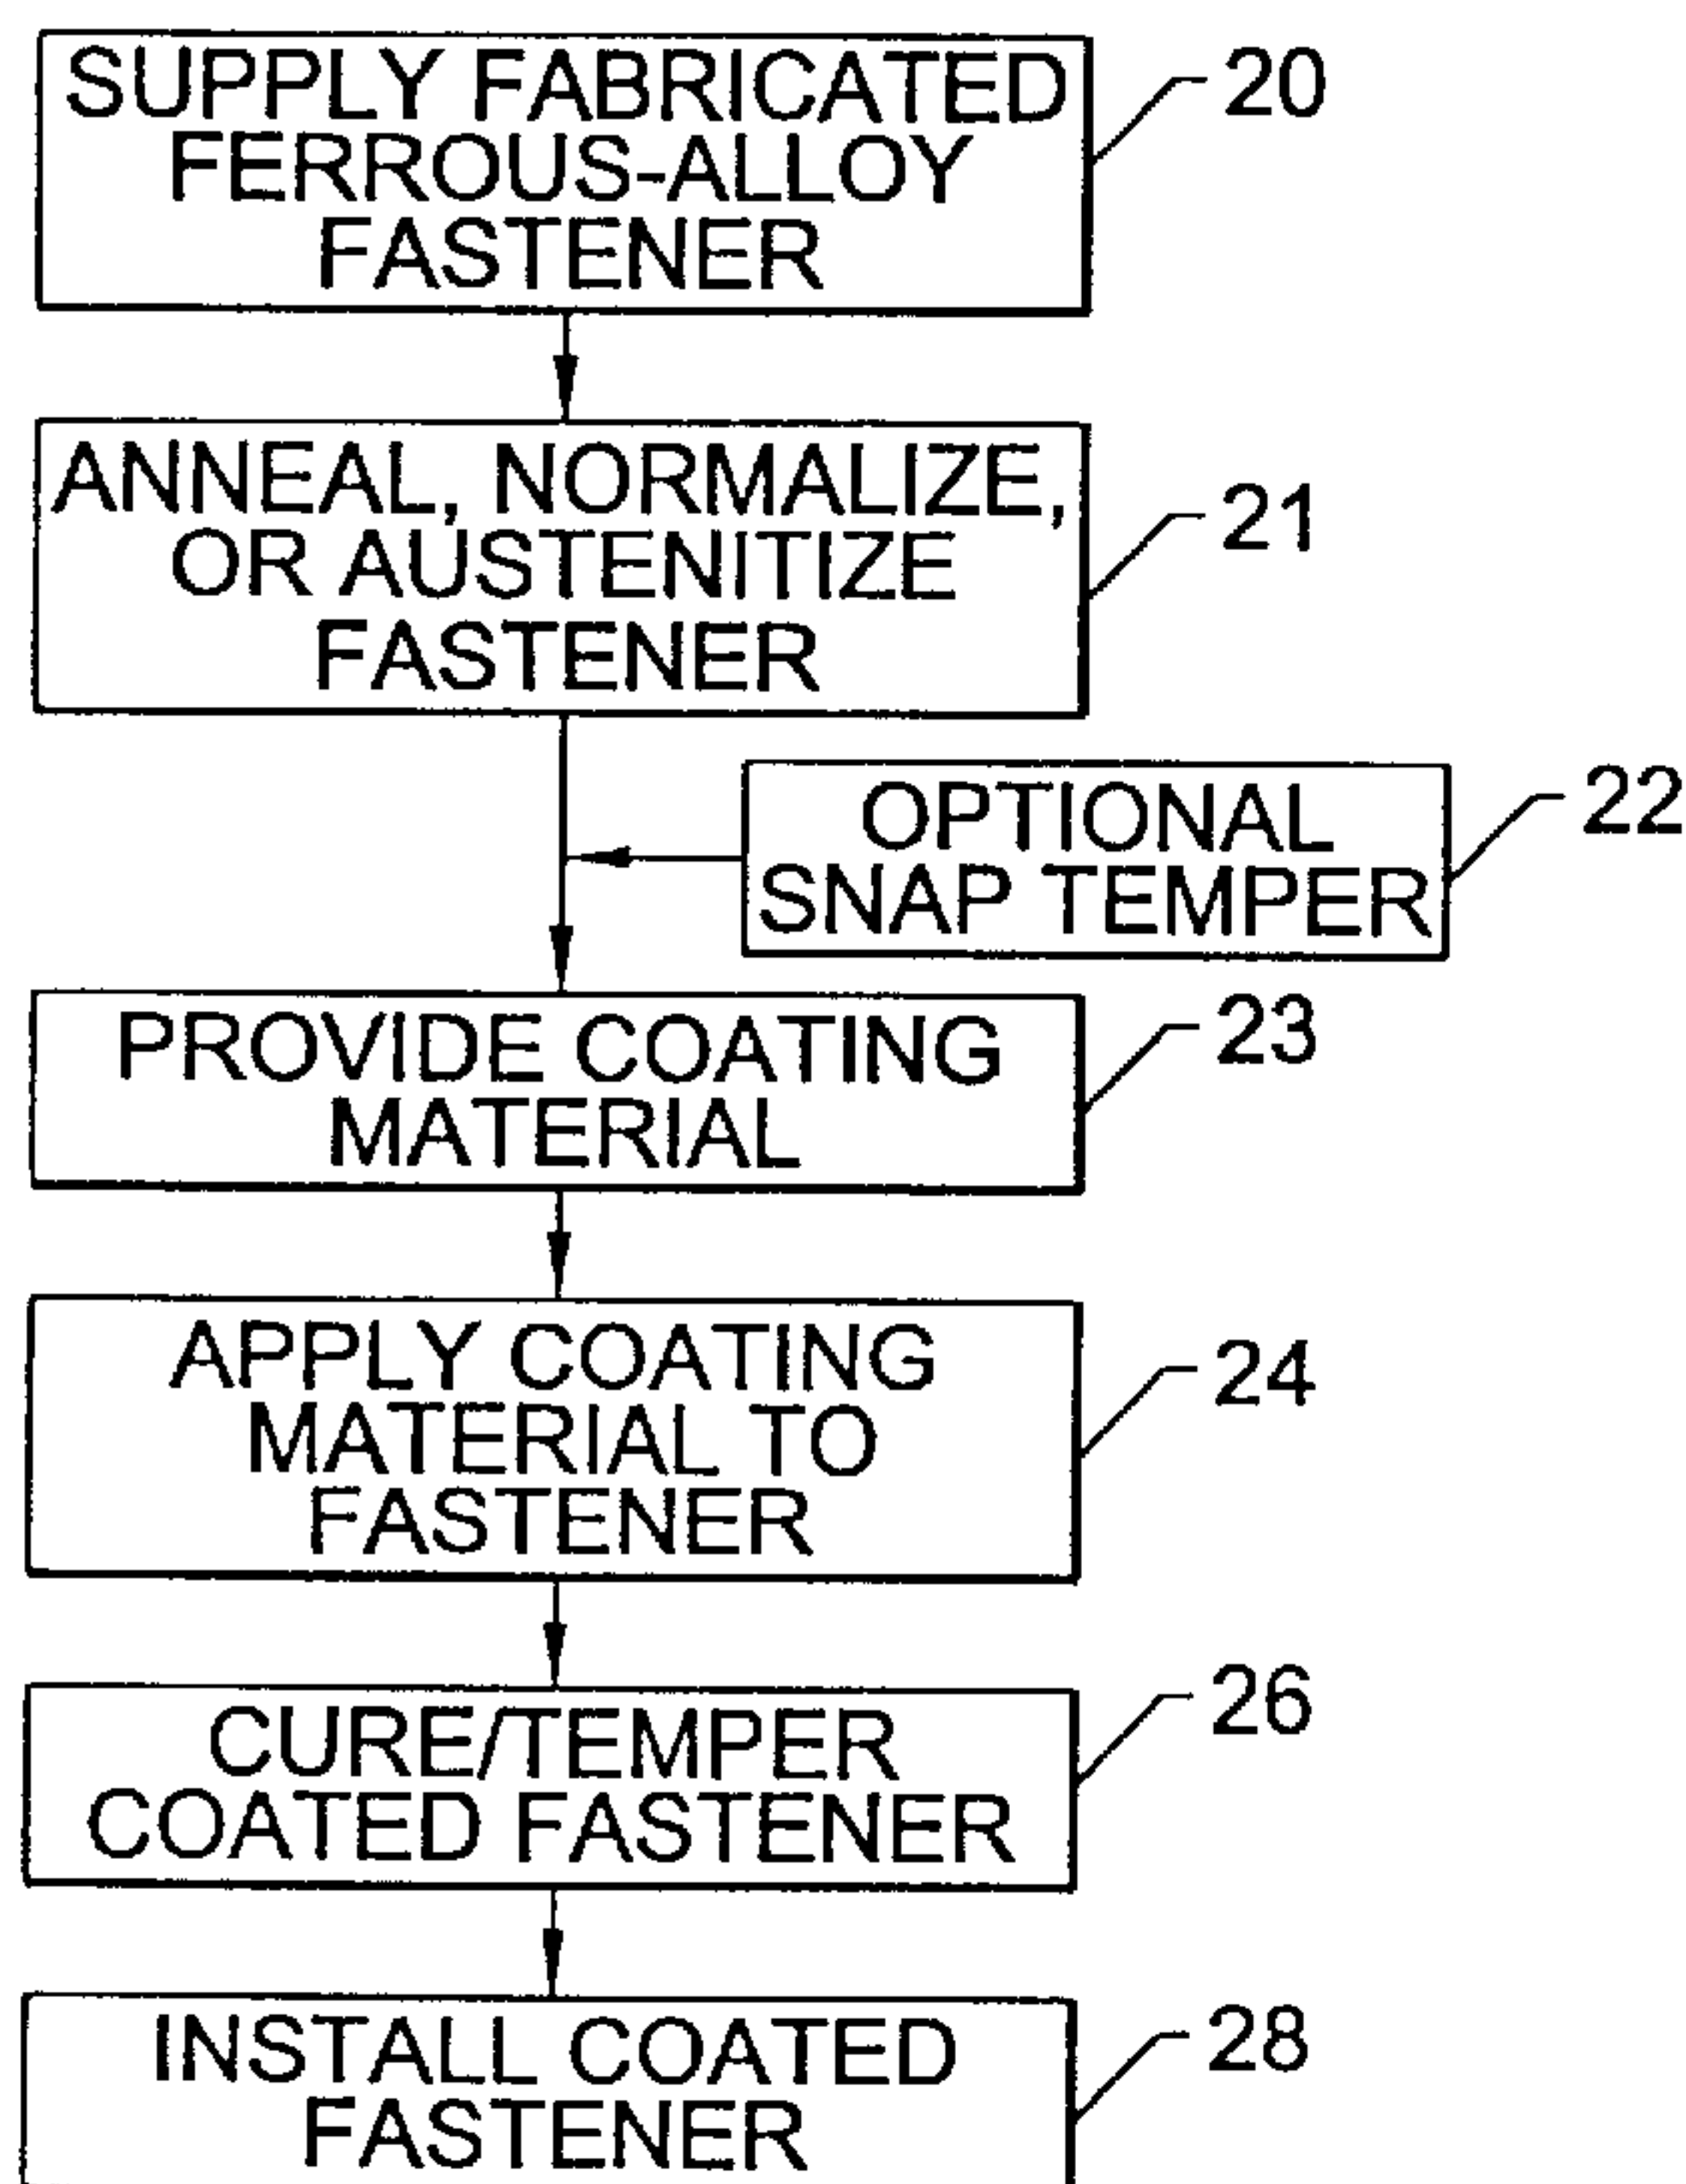 SUPPLY FABRICATED
FERROUS-ALLOY
FASTENER
20
ANNEAL, NORMALIZE,
OR AUSTENITIZE
FASTENER
21
OPTIONAL
SNAP TEMPER
22
PROVIDE COATING
MATERIAL
23
APPLY COATING
MATERIAL TO
FASTENER
24
CURE/TEMPER
COATED FASTENER
26
INSTALL COATED
FASTENER
28